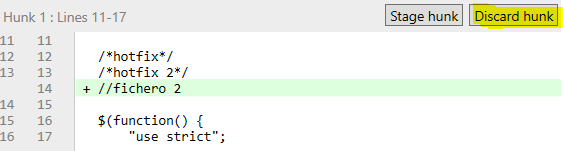 Hunk 1 : Lines 11-17 Stage hunk Discard hunk
11 11
12 12 /*hotfix*/
13 13 /*hotfix 2*/
14 + //fichero 2
14 15
15 16 $(function() {
16 17 "use strict";